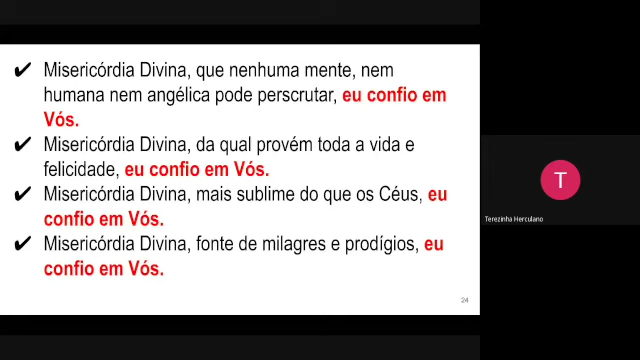 ✔ Misericórdia Divina, que nenhuma mente, nem
humana nem angélica pode perscrutar, eu confio em
Vós.
✔ Misericórdia Divina, da qual provém toda a vida e
felicidade, eu confio em Vós.
✔ Misericórdia Divina, mais sublime do que os Céus, eu
confio em Vós.
✔ Misericórdia Divina, fonte de milagres e prodígios, eu
confio em Vós.
24
T
Terezinha Herculano